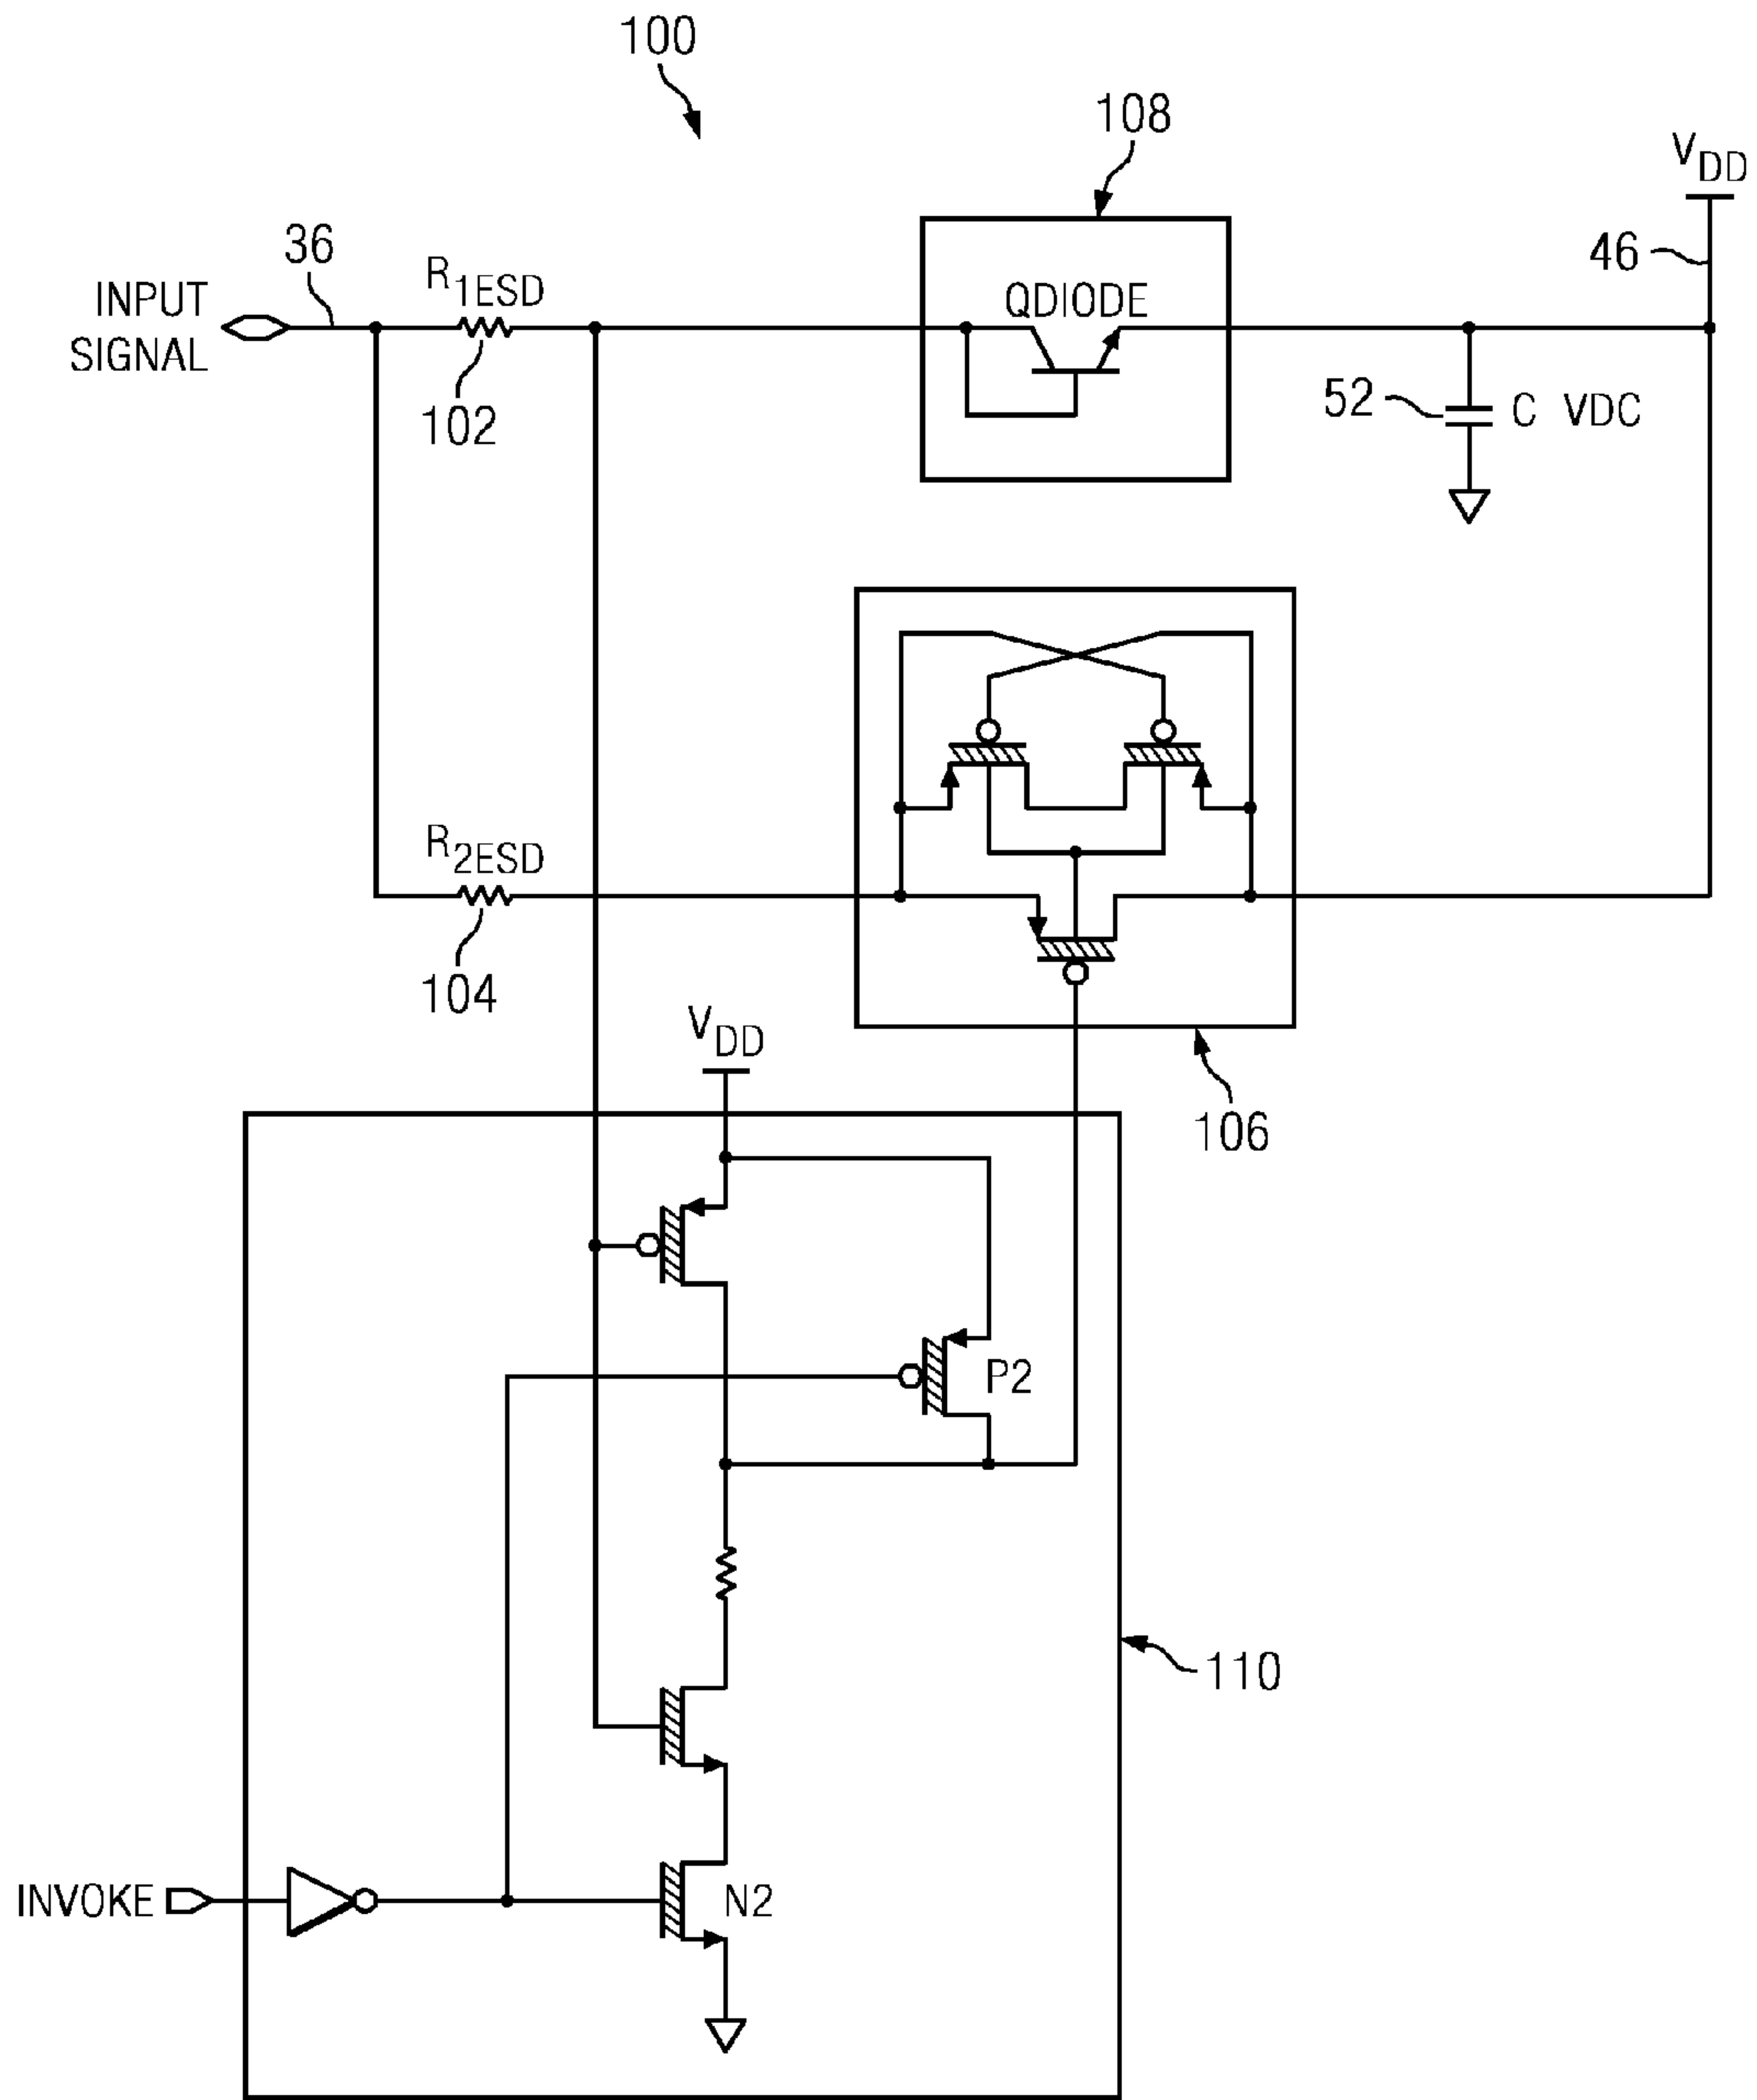 100
108
V_DD
36
46
INPUT
SIGNAL
R_1ESD
QDIODE
102
52
C VDC
R_2ESD
104
V_DD
106
P2
110
INVOKE
N2